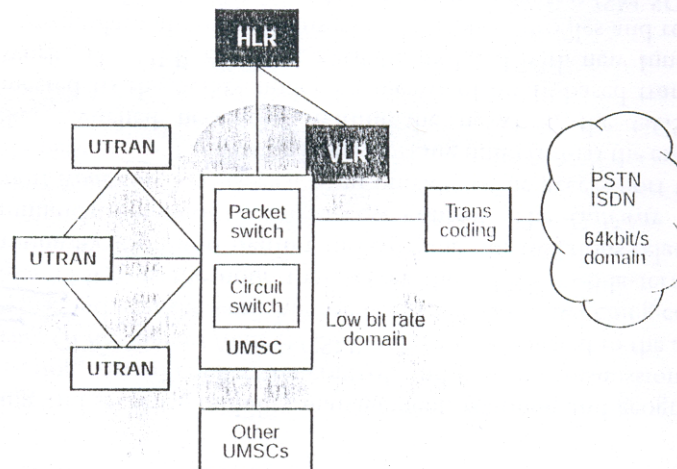 HLR
VLR
UTRAN
UTRAN
UTRAN
Packet
switch
Circuit
switch
UMSC
Other
UMSCs
Low bit rate
domain
Trans
coding
PSTN
ISDN
64kbit/s
domain